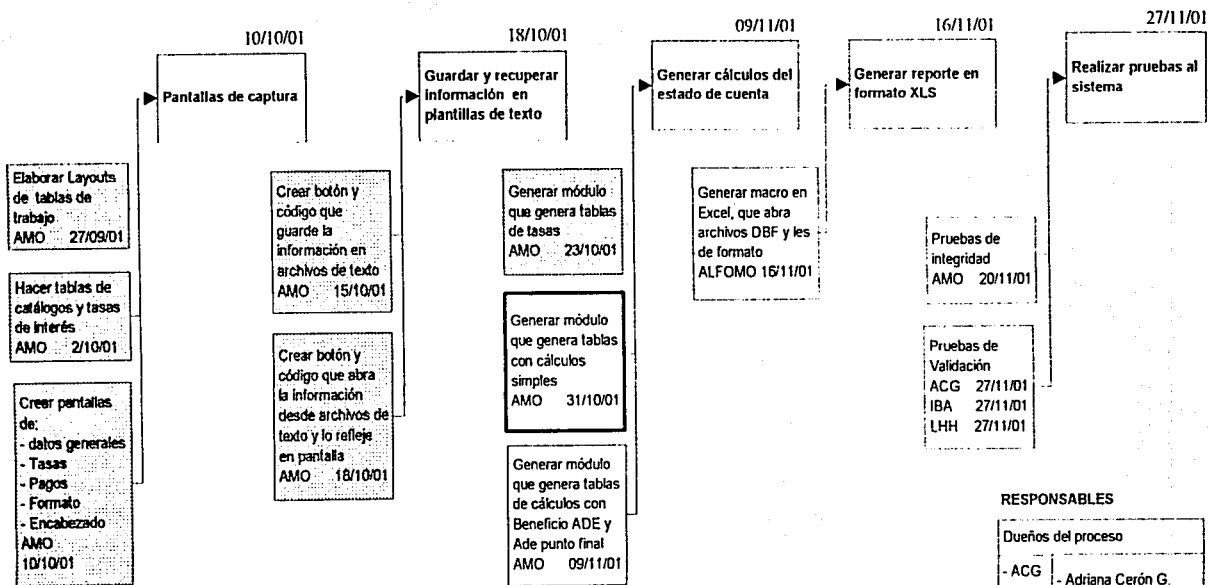 10/10/01
Pantallas de captura
Elaborar Layouts
de tablas de
trabajo
AMO 27/09/01
Hacer tablas de
catálogos y tasas
de interés
AMO 2/10/01
Crear pantallas
de:
- datos generales
- Tasas
- Pagos
- Formato
- Encabezado
AMO
10/10/01
18/10/01
Guardar y recuperar
información en
plantillas de texto
Crear botón y
código que
guarde la
información en
archivos de texto
AMO 15/10/01
Crear botón y
código que abra
la información
desde archivos de
texto y lo refleje
en pantalla
AMO 18/10/01
09/11/01
Generar cálculos del
estado de cuenta
Generar módulo
que genera tablas
de tasas
AMO 23/10/01
Generar módulo
que genera tablas
con cálculos
simples
AMO 31/10/01
Generar módulo
que genera tablas
de cálculos con
Beneficio ADE y
Ade punto final
AMO 09/11/01
16/11/01
Generar reporte en
formato XLS
Generar macro en
Excel, que abra
archivos DBF y les
de formato
ALFOMO 16/11/01
27/11/01
Realizar pruebas al
sistema
Pruebas de
integridad
AMO 20/11/01
Pruebas de
Validación
ACG 27/11/01
IBA 27/11/01
LHH 27/11/01
RESPONSABLES
Dueños del proceso
- ACG - Adriana Cerón G.